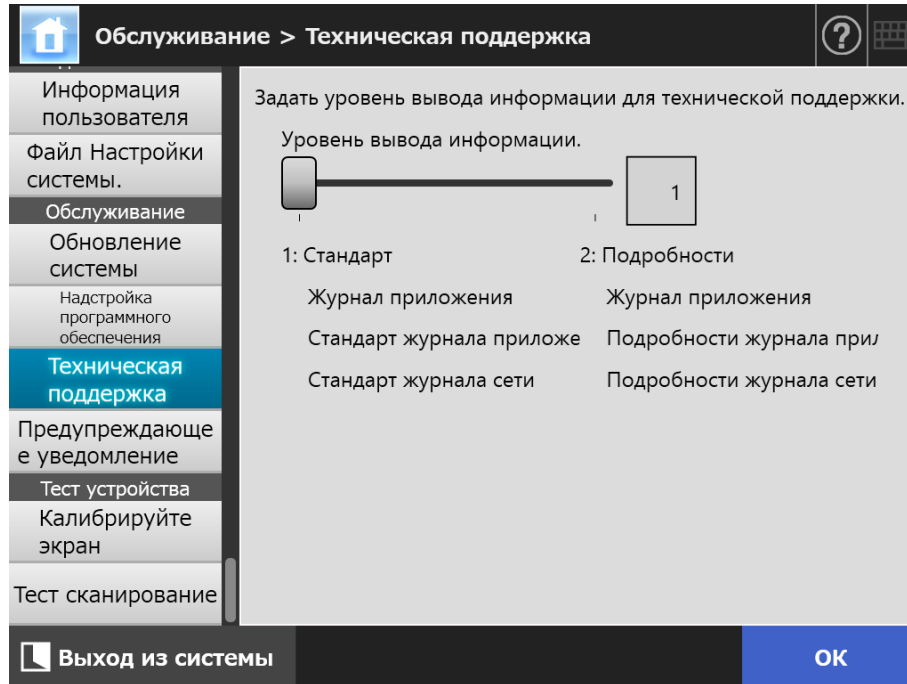 Обслуживание > Техническая поддержка
?
Информация
пользователя
Файл Настройки
системы.
Обслуживание
Обновление
системы
Надстройка
программного
обеспечения
Техническая
поддержка
Предупреждающе
е уведомление
Тест устройства
Калибрируйте
экран
Тест сканирование
Задать уровень вывода информации для технической поддержки.
Уровень вывода информации.
1
1: Стандарт 2: Подробности
Журнал приложения Журнал приложения
Стандарт журнала приложе Подробности журнала прил
Стандарт журнала сети Подробности журнала сети
Выход из системы
ОК